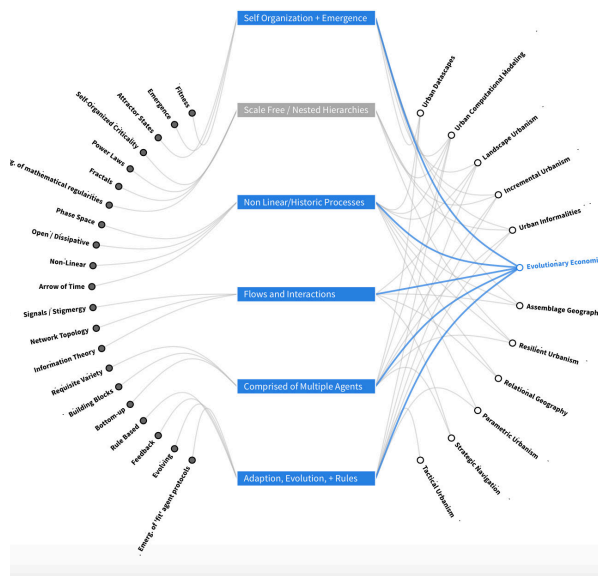 Self Organization + Emergence
Scale Free / Nested Hierarchies
Non Linear/Historic Processes
Flows and Interactions
Comprised of Multiple Agents
Adaption, Evolution, + Rules
Fitness
Emergence
Attractor States
Self-Organized Criticality
Power Laws
Fractals
g. of mathematical regularities
Phase Space
Open / Dissipative
Non-Linear
Arrow of Time
Signals / Stigmergy
Network Topology
Information Theory
Requisite Variety
Building Blocks
Bottom-up
Rule Based
Feedback
Evolving
Emerg. of 'fit' agent protocols
Urban Datascapes
Urban Computational Modeling
Landscape Urbanism
Incremental Urbanism
Urban Informalities
Evolutionary Economi
Assemblage Geograph
Resilient Urbanism
Relational Geography
Parametric Urbanism
Strategic Navigation
Tactical Urbanism